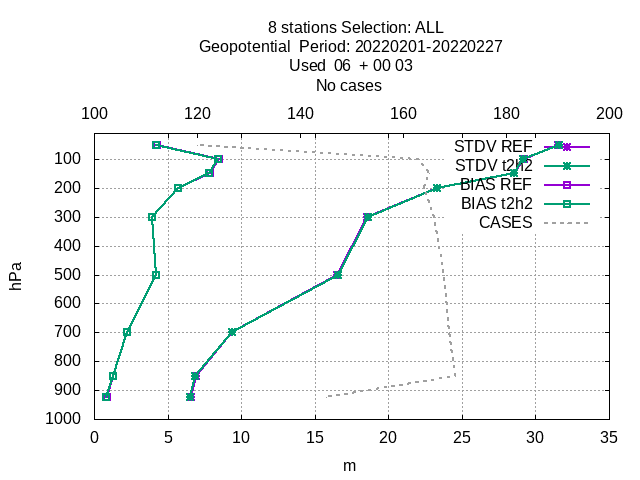 8 stations Selection: ALL
Geopotential  Period: 20220201-20220227
Used  06  + 00 03
No cases
100 120 140 160 180 200
STDV REF
STDV t2h2
BIAS REF
BIAS t2h2
CASES
100
200
300
400
500
600
700
800
900
1000
hPa
0 5 10 15 20 25 30 35
m